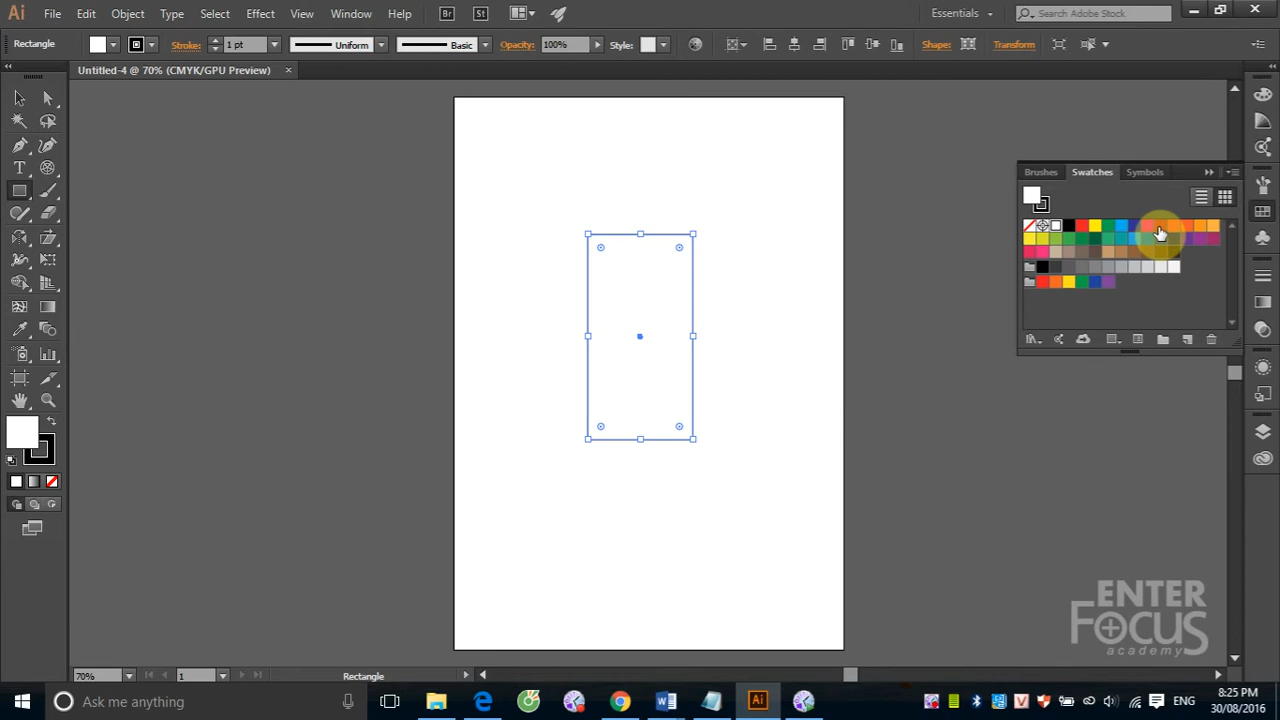 Ai File Edit Object Type Select Effect View Window Help Br St Essentials Search Adobe Stock
Rectangle Stroke: 1 pt Uniform Basic Opacity: 100% Style: Shape: Transform
Untitled-4 @ 70% (CMYK/GPU Preview)
Brushes Swatches Symbols
ENTER
FOCUS
academy
70% 1 Rectangle
Ask me anything Ai V ENG 8:25 PM
30/08/2016